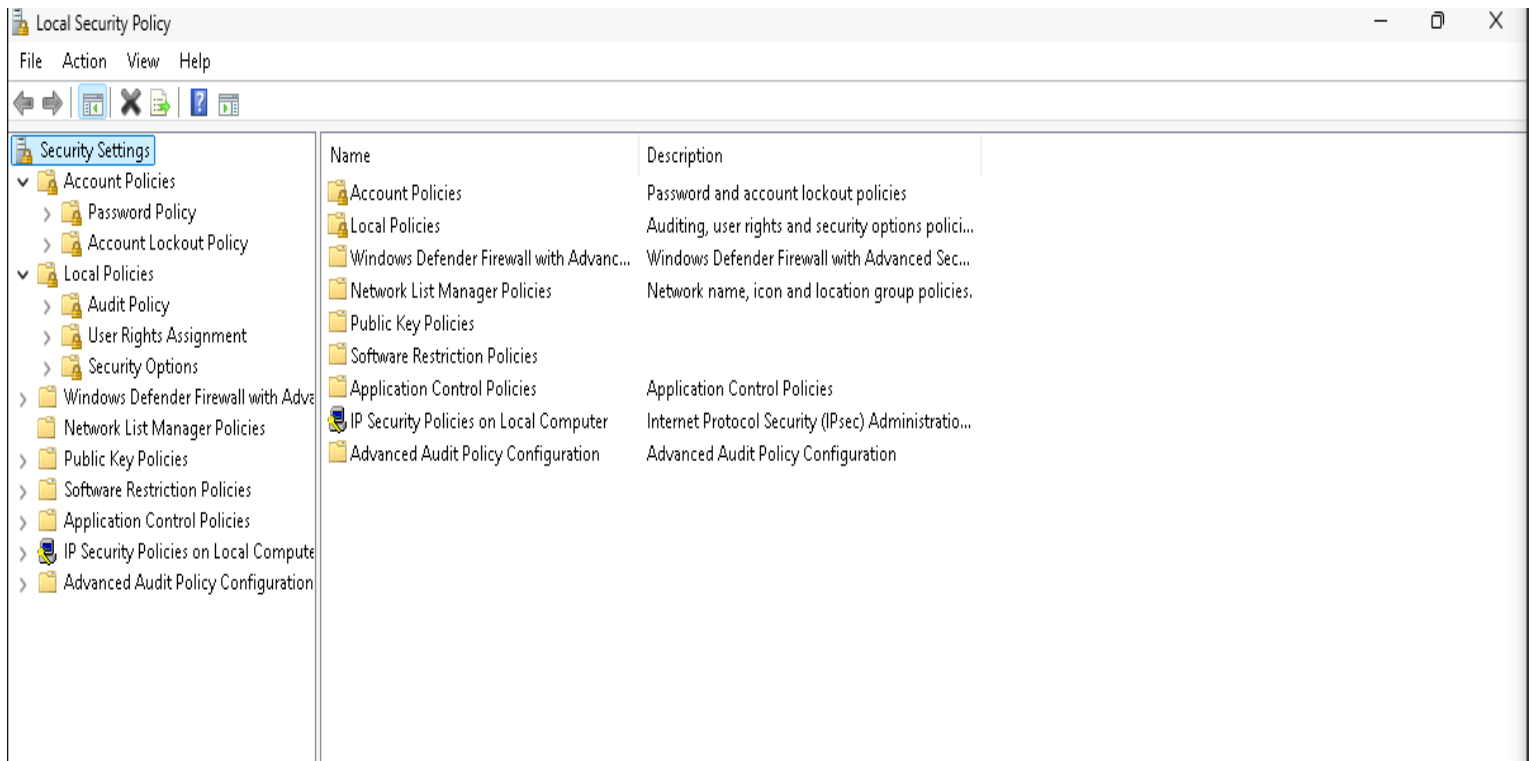 Local Security Policy
File Action View Help
Security Settings
Account Policies
Password Policy
Account Lockout Policy
Local Policies
Audit Policy
User Rights Assignment
Security Options
Windows Defender Firewall with Adva
Network List Manager Policies
Public Key Policies
Software Restriction Policies
Application Control Policies
IP Security Policies on Local Compute
Advanced Audit Policy Configuration
Name Description
Account Policies Password and account lockout policies
Local Policies Auditing, user rights and security options polici...
Windows Defender Firewall with Advanc... Windows Defender Firewall with Advanced Sec...
Network List Manager Policies Network name, icon and location group policies.
Public Key Policies
Software Restriction Policies
Application Control Policies Application Control Policies
IP Security Policies on Local Computer Internet Protocol Security (IPsec) Administratio...
Advanced Audit Policy Configuration Advanced Audit Policy Configuration